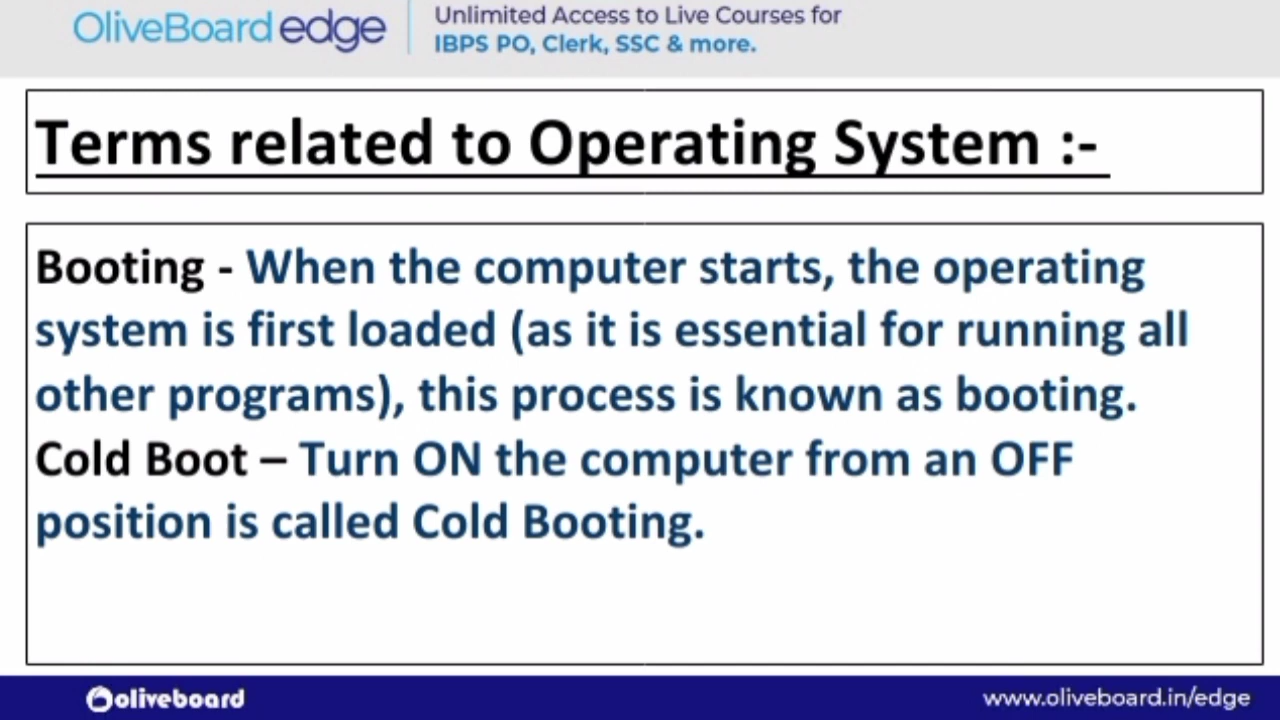 OliveBoard edge
Unlimited Access to Live Courses for
IBPS PO, Clerk, SSC & more.
Terms related to Operating System :-
Booting - When the computer starts, the operating
system is first loaded (as it is essential for running all
other programs), this process is known as booting.
Cold Boot – Turn ON the computer from an OFF
position is called Cold Booting.
oliveboard
www.oliveboard.in/edge